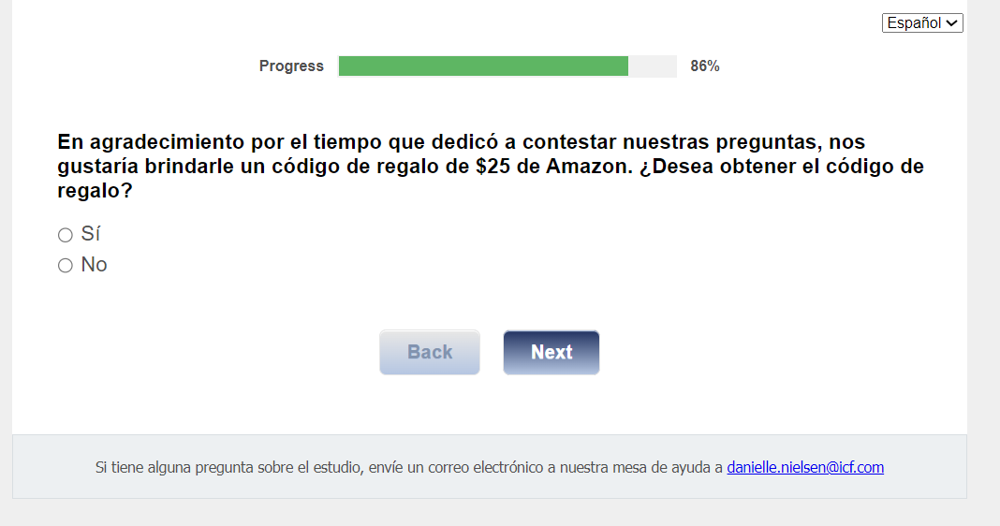 Español
Progress 86%
En agradecimiento por el tiempo que dedicó a contestar nuestras preguntas, nos
gustaría brindarle un código de regalo de $25 de Amazon. ¿Desea obtener el código de
regalo?
Sí
No
Back Next
Si tiene alguna pregunta sobre el estudio, envíe un correo electrónico a nuestra mesa de ayuda a danielle.nielsen@icf.com